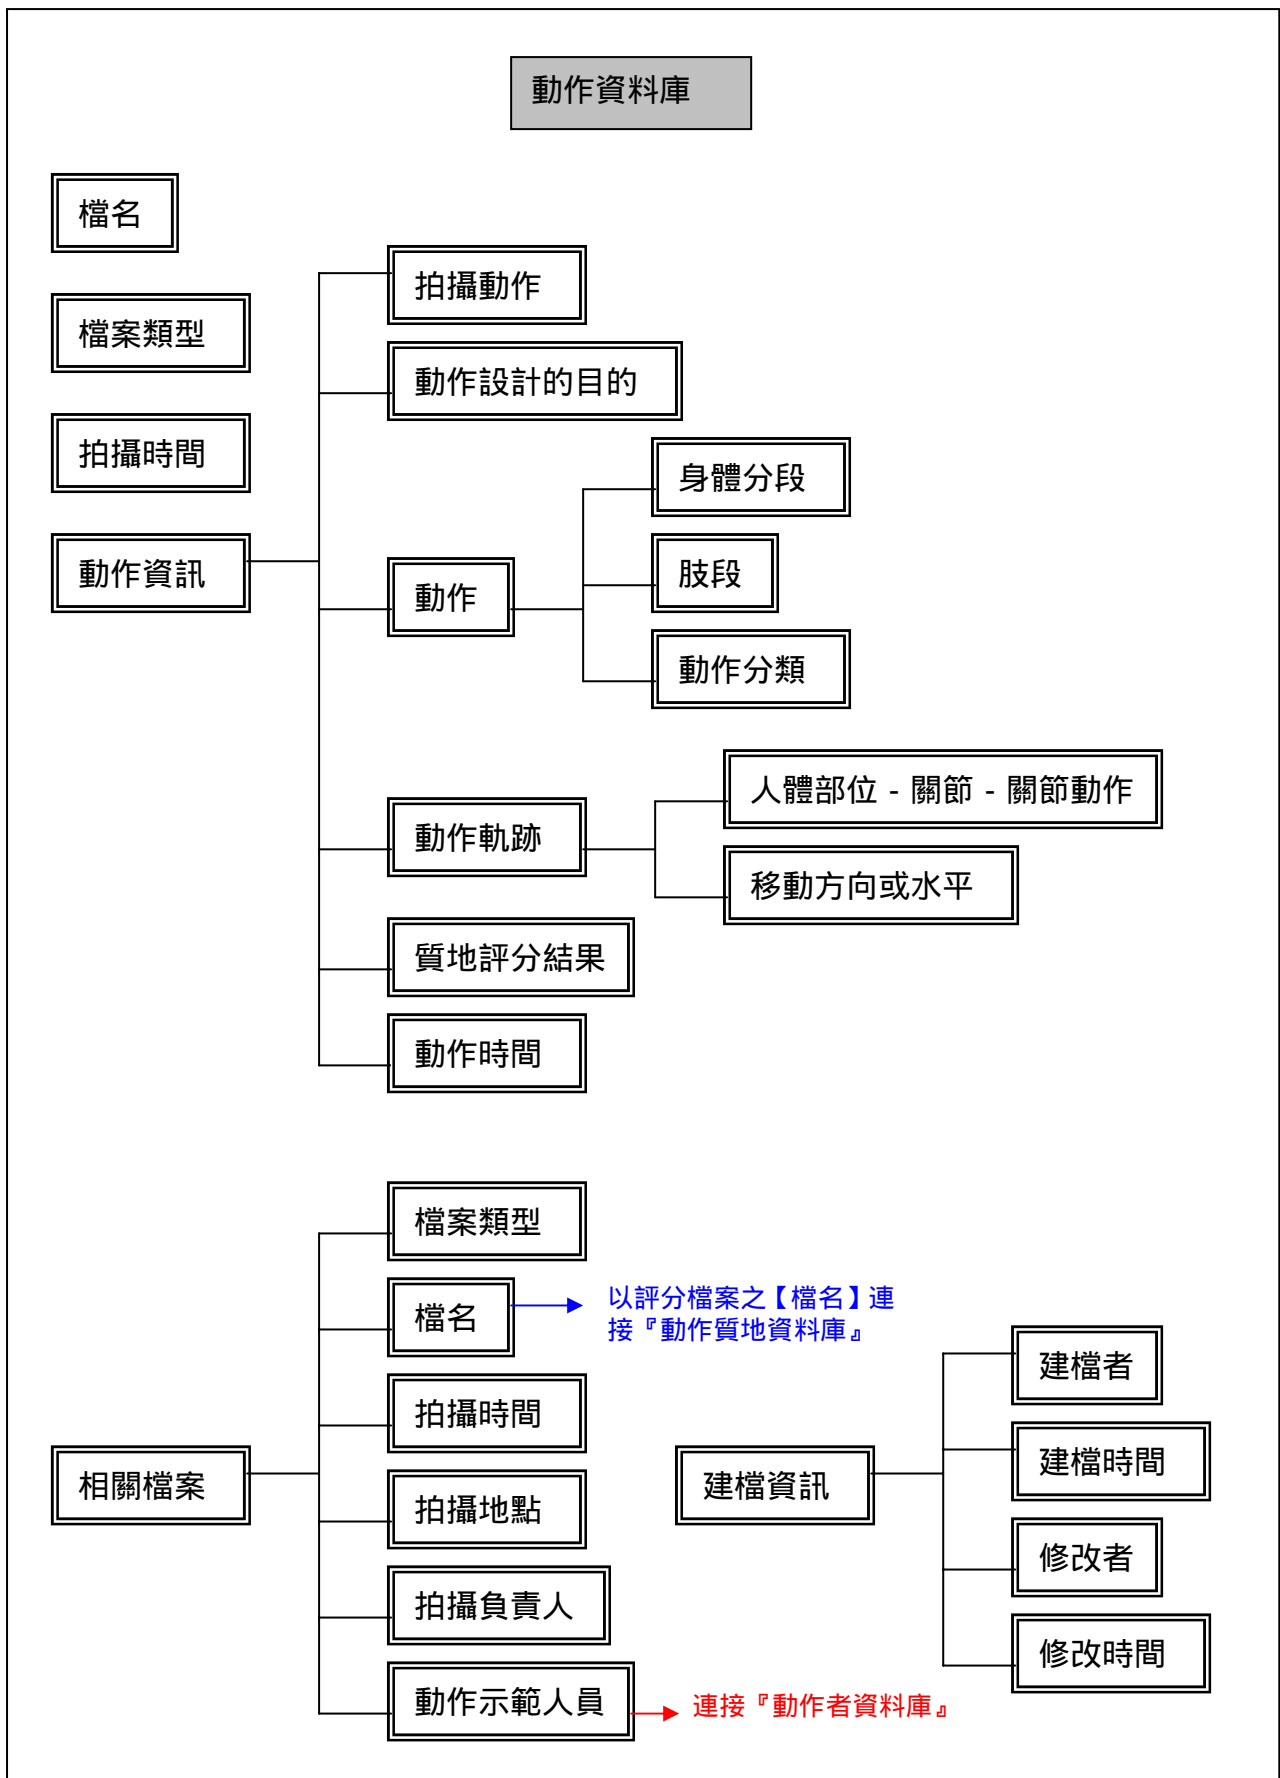 動作資料庫
檔名
檔案類型
拍攝時間
動作資訊
拍攝動作
動作設計的目的
動作
身體分段
肢段
動作分類
動作軌跡
人體部位 - 關節 - 關節動作
移動方向或水平
質地評分結果
動作時間
相關檔案
檔案類型
檔名
以評分檔案之【檔名】連
接『動作質地資料庫』
拍攝時間
拍攝地點
拍攝負責人
動作示範人員
連接『動作者資料庫』
建檔資訊
建檔者
建檔時間
修改者
修改時間